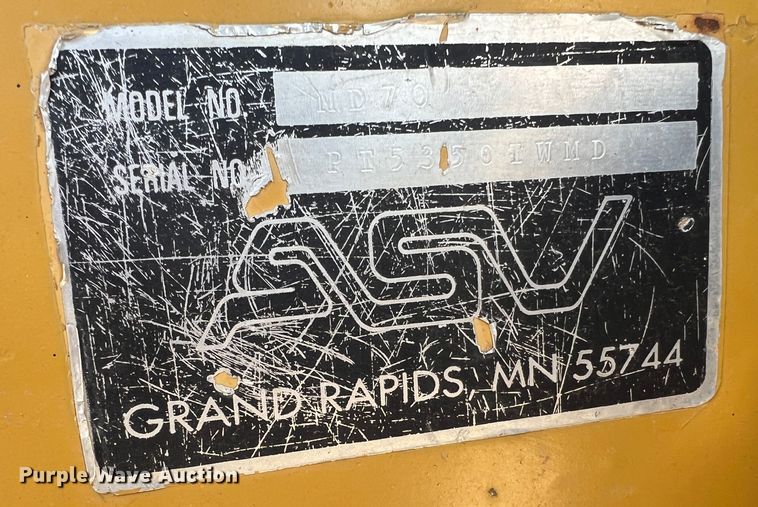 MODEL NO. MD70
SERIAL NO. PT53501WMD
ASV
GRAND RAPIDS, MN 55744
Purple Wave Auction